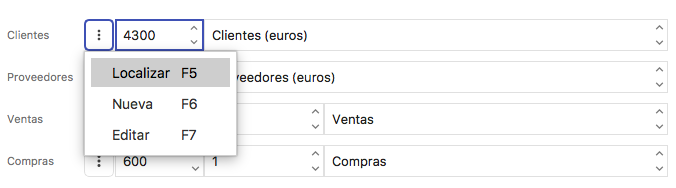 Clientes 4300 Clientes (euros)
Localizar F5
Proveedores veedores (euros)
Nueva F6
Ventas Ventas
Editar F7
Compras 600 1 Compras